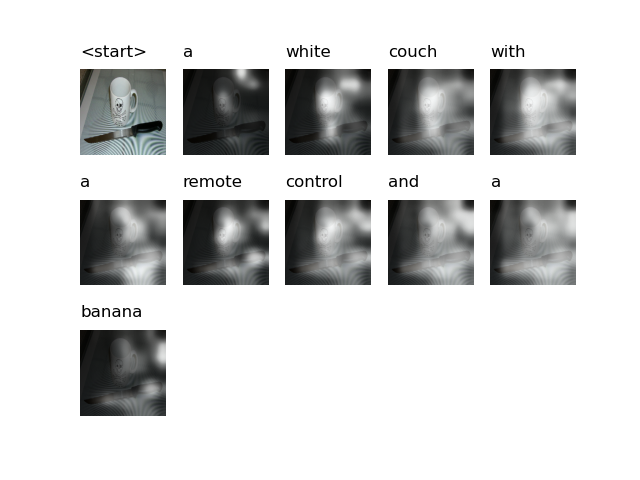 <start> a white couch with
a remote control and a
banana